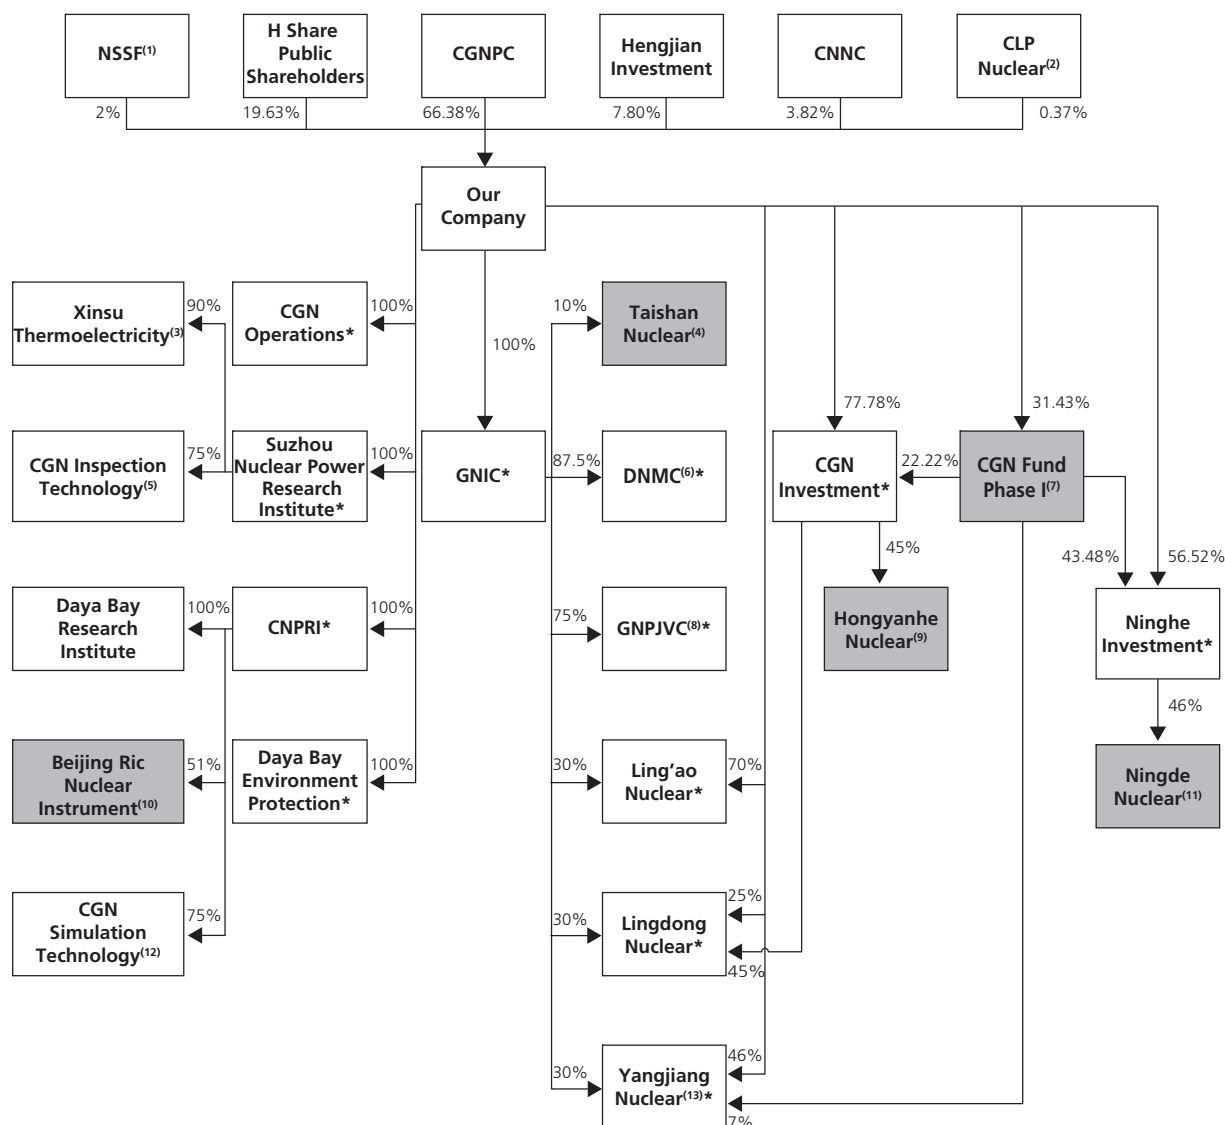 NSSF(1)
H Share
Public
Shareholders
CGNPC
Hengjian
Investment
CNNC
CLP
Nuclear(2)
2%
19.63%
66.38%
7.80%
3.82%
0.37%
Our
Company
Xinsu
Thermoelectricity(3)
90%
CGN
Operations*
100%
100%
10%
Taishan
Nuclear(4)
77.78%
31.43%
CGN Inspection
Technology(5)
75%
Suzhou
Nuclear Power
Research
Institute*
100%
GNIC*
87.5%
DNMC(6)*
CGN
Investment*
22.22%
CGN Fund
Phase I(7)
45%
43.48%
56.52%
Daya Bay
Research
Institute
100%
CNPRI*
100%
75%
GNPJVC(8)*
Hongyanhe
Nuclear(9)
Ninghe
Investment*
46%
Beijing Ric
Nuclear
Instrument(10)
51%
Daya Bay
Environment
Protection*
100%
30%
Ling’ao
Nuclear*
70%
Ningde
Nuclear(11)
CGN
Simulation
Technology(12)
75%
30%
Lingdong
Nuclear*
25%
45%
30%
Yangjiang
Nuclear(13)*
46%
7%